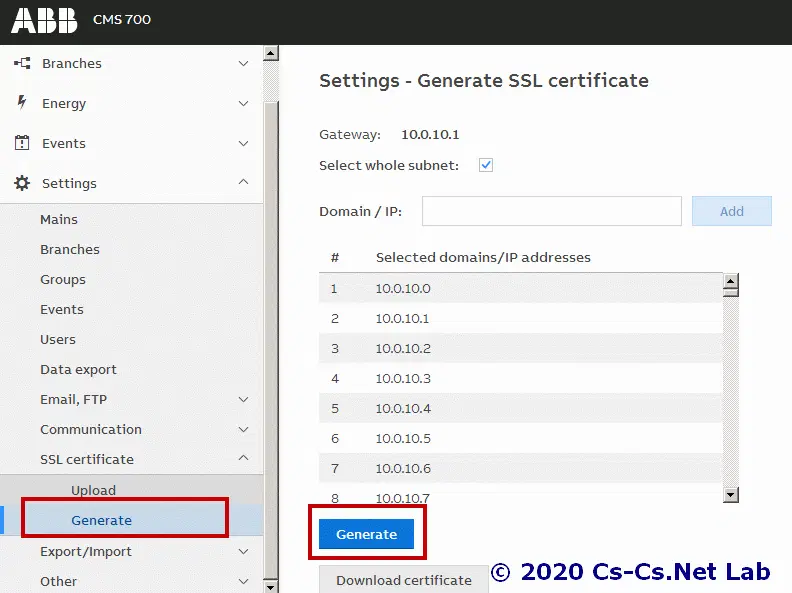 ABB CMS 700
Branches
Energy
Events
Settings
Mains
Branches
Groups
Events
Users
Data export
Email, FTP
Communication
SSL certificate
Upload
Generate
Export/Import
Other
Settings - Generate SSL certificate
Gateway: 10.0.10.1
Select whole subnet:
Domain / IP: Add
# Selected domains/IP addresses
1 10.0.10.0
2 10.0.10.1
3 10.0.10.2
4 10.0.10.3
5 10.0.10.4
6 10.0.10.5
7 10.0.10.6
8 10.0.10.7
Generate
Download certificate
© 2020 Cs-Cs.Net Lab